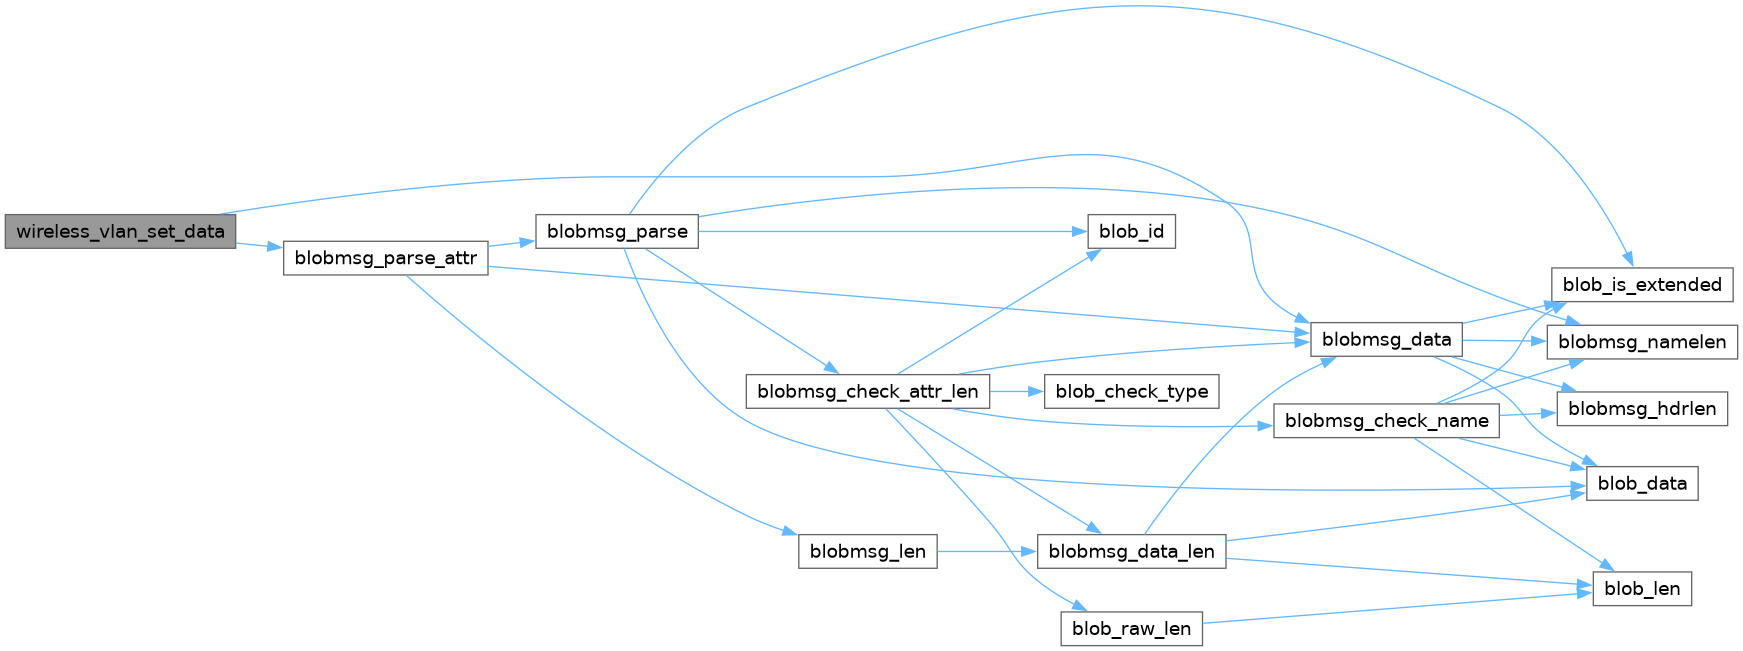 wireless_vlan_set_data
blobmsg_parse_attr
blobmsg_parse
blob_id
blob_is_extended
blobmsg_namelen
blobmsg_data
blobmsg_check_attr_len
blob_check_type
blobmsg_hdrlen
blobmsg_check_name
blob_data
blobmsg_len
blobmsg_data_len
blob_len
blob_raw_len